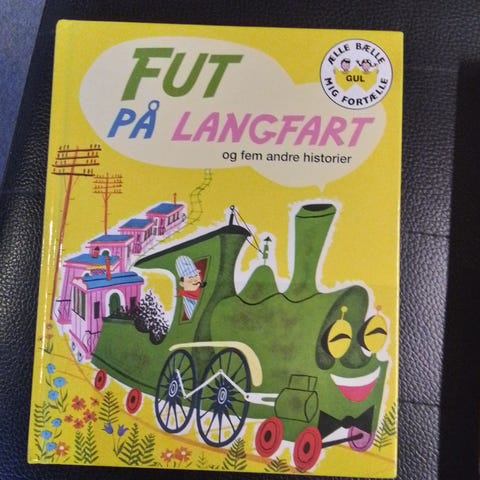 FUT
PÅ LANGFART
og fem andre historier
ÆLLE BÆLLE
GUL
MIG FORTÆLLE